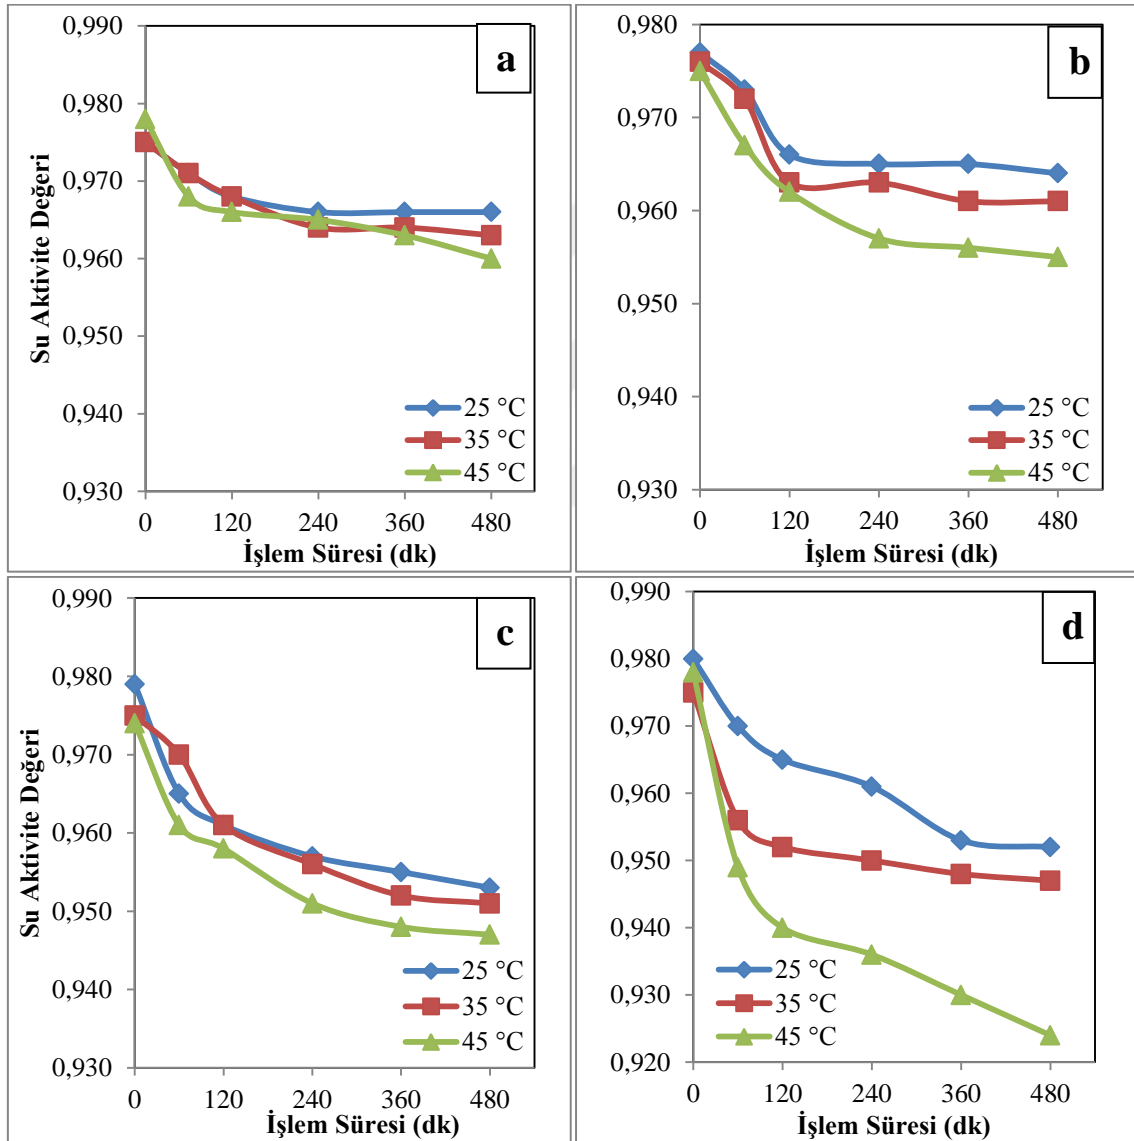 a
0,990
0,980
0,970
0,960
0,950
0,940
0,930
Su Aktivite Değeri
25 °C
35 °C
45 °C
0 120 240 360 480
İşlem Süresi (dk)
b
0,980
0,970
0,960
0,950
0,940
0,930
25 °C
35 °C
45 °C
0 120 240 360 480
İşlem Süresi (dk)
c
0,990
0,980
0,970
0,960
0,950
0,940
0,930
Su Aktivite Değeri
25 °C
35 °C
45 °C
0 120 240 360 480
İşlem Süresi (dk)
d
0,990
0,980
0,970
0,960
0,950
0,940
0,930
0,920
25 °C
35 °C
45 °C
0 120 240 360 480
İşlem Süresi (dk)